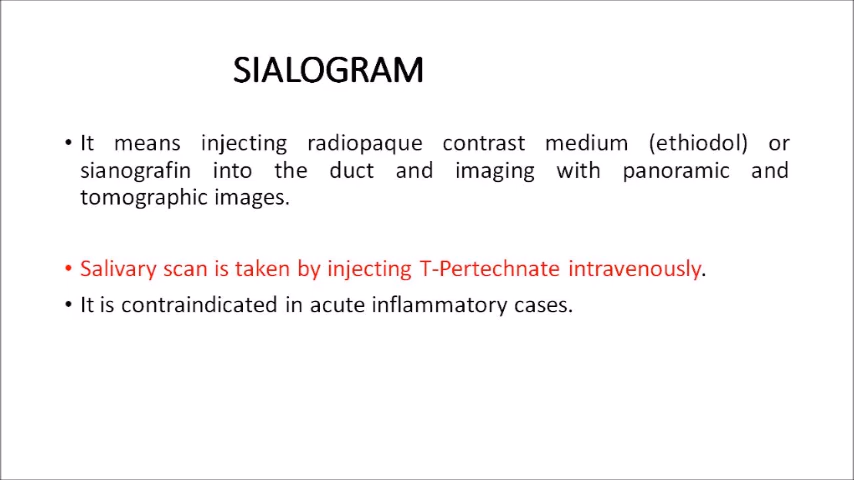 SIALOGRAM
• It means injecting radiopaque contrast medium (ethiodol) or
sianografin into the duct and imaging with panoramic and
tomographic images.
• Salivary scan is taken by injecting T-Pertechnate intravenously.
• It is contraindicated in acute inflammatory cases.